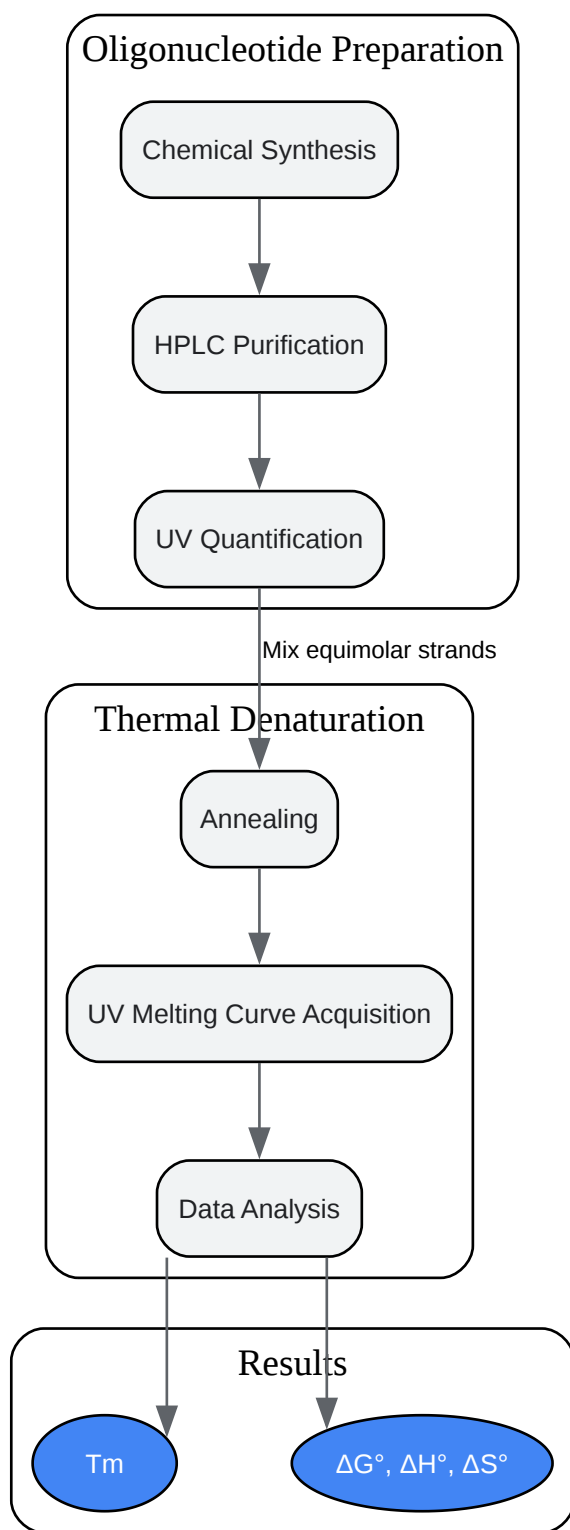 Oligonucleotide Preparation
Chemical Synthesis
HPLC Purification
UV Quantification
Mix equimolar strands
Thermal Denaturation
Annealing
UV Melting Curve Acquisition
Data Analysis
Results
Tm
ΔG°, ΔH°, ΔS°